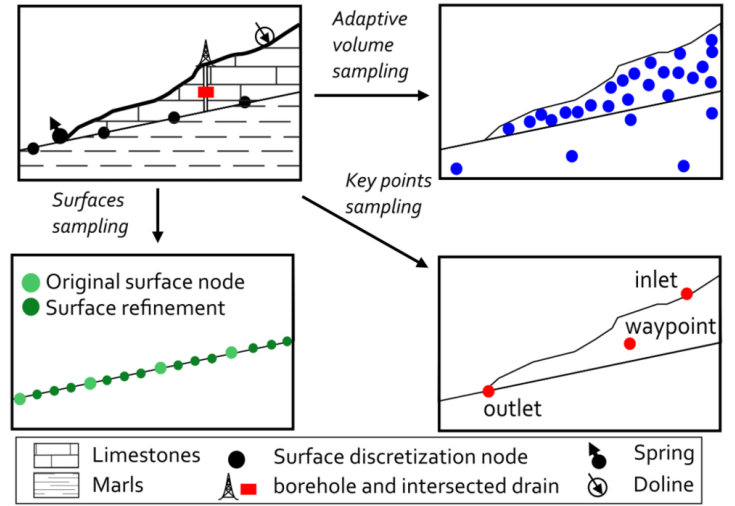 Adaptive
volume
sampling
Surfaces
sampling
Key points
sampling
Original surface node
Surface refinement
inlet
waypoint
outlet
Limestones
Surface discretization node
Spring
Marls
borehole and intersected drain
Doline